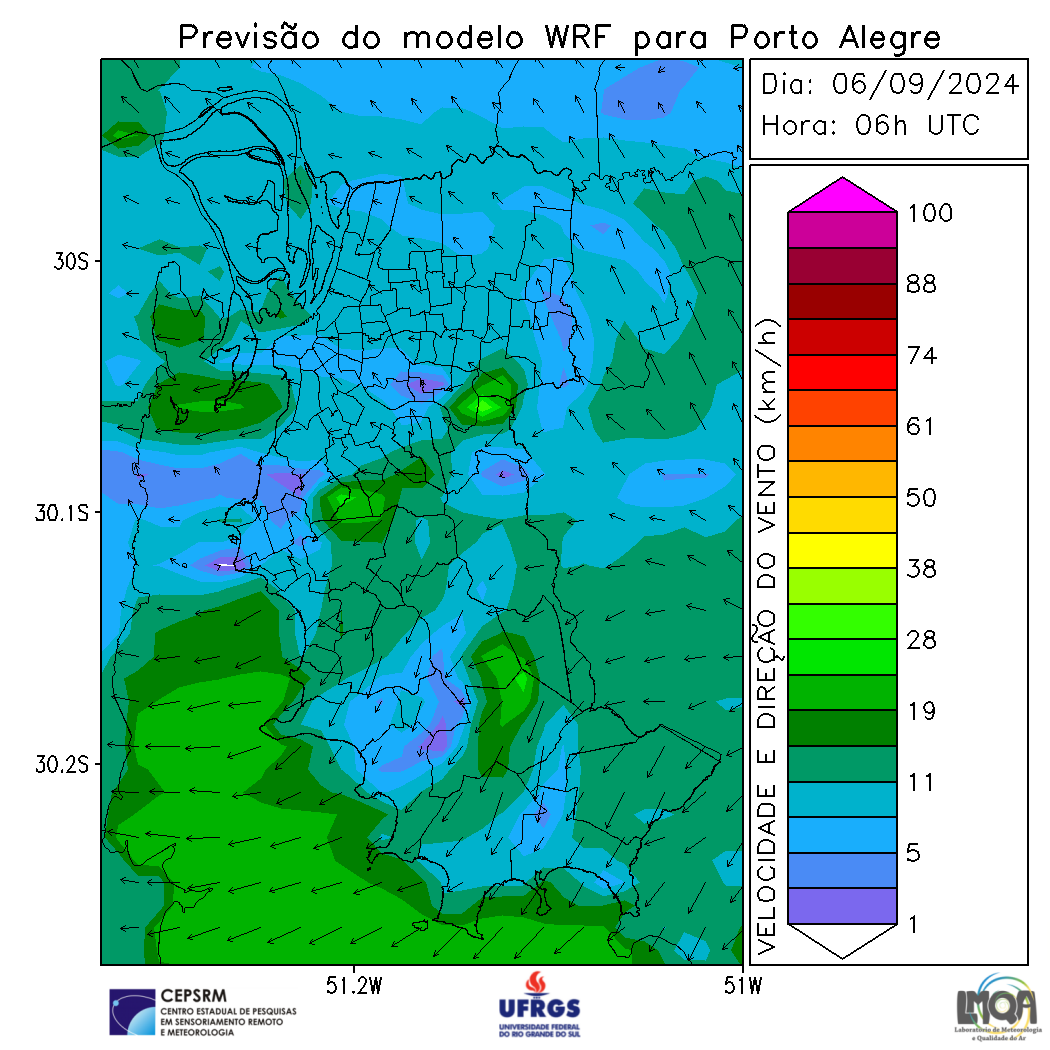 Previsão do modelo WRF para Porto Alegre
Dia: 06/09/2024
Hora: 06h UTC
30S
30.1S
30.2S
51.2W
51W
VELOCIDADE E DIREÇÃO DO VENTO (km/h)
100
88
74
61
50
38
28
19
11
5
1
CEPSRM
CENTRO ESTADUAL DE PESQUISAS
EM SENSORIAMENTO REMOTO
E METEOROLOGIA
UFRGS
UNIVERSIDADE FEDERAL
DO RIO GRANDE DO SUL
LMQA
Laboratório de Meteorologia
e Qualidade do Ar